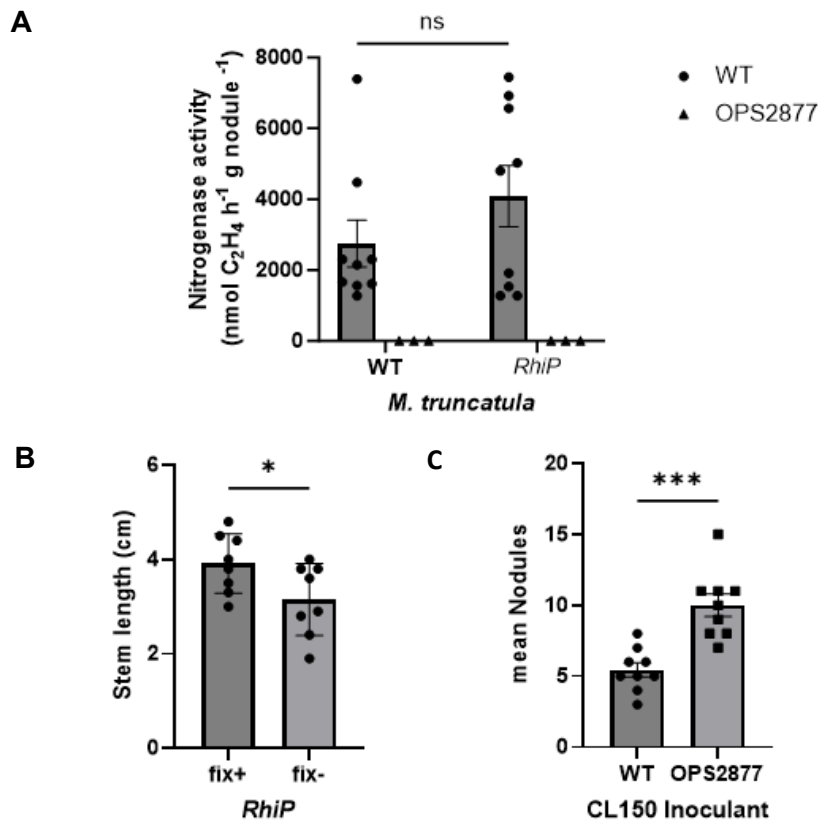 A
ns
8000
6000
4000
2000
0
Nitrogenase activity
(nmol C₂H₄ h⁻¹ g nodule ⁻¹)
WT
OPS2877
WT RhiP
M. truncatula
B
6
4
2
0
Stem length (cm)
*
fix+ fix-
RhiP
C
20
15
10
5
0
mean Nodules
***
WT OPS2877
CL150 Inoculant